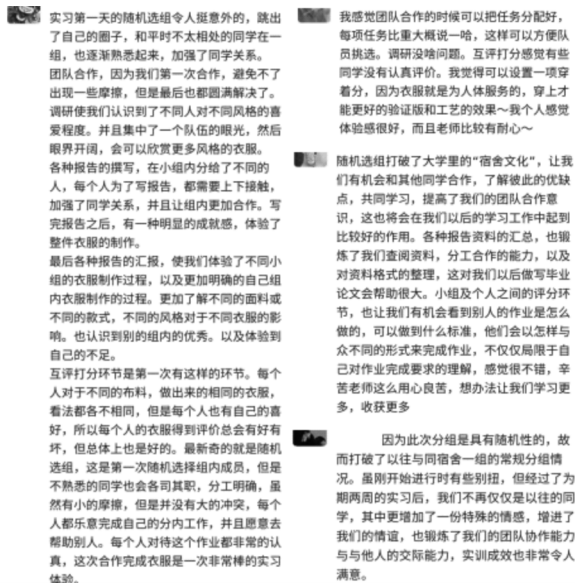 实习第一天的随机选组令人挺意外的，跳出
了自己的圈子，和平时不太相处的同学在一
组，也逐渐熟悉起来，加强了同学关系。
团队合作，因为我们第一次合作，避免不了
出现一些摩擦，但是最后也都圆满解决了。
调研使我们认识到了不同人对不同风格的喜
爱程度。并且集中了一个队伍的眼光，然后
眼界开阔，会可以欣赏更多风格的衣服。
各种报告的撰写，在小组内分给了不同的
人，每个人为了写报告，都需要上下接触，
加强了同学关系，并且让组内更加合作。写
完报告之后，有一种明显的成就感，体验了
整件衣服的制作。
最后各种报告的汇报，使我们体验了不同小
组的衣服制作过程，以及更加明确的自己组
内衣服制作的过程。更加了解不同的面料或
不同的款式，不同的风格对于不同衣服的影
响。也认识到别的组内的优秀。以及体验到
自己的不足。
互评打分环节是第一次有这样的环节。每个
人对于不同的布料，做出来的相同的衣服，
看法都各不相同，但是每个人也有自己的喜
好，所以每个人的衣服得到评价总会有好有
坏，但总体上也是好的。最新奇的就是随机
选组，这是第一次随机选择组内成员，但是
不熟悉的同学也会各司其职，分工明确，虽
然有小的摩擦，但是并没有大的冲突，每个
人都乐意完成自己的分内工作，并且愿意去
帮助别人。每个人对待这个作业都非常的认
真，这次合作完成衣服是一次非常棒的实习
体验。
我感觉团队合作的时候可以把任务分配好，
每项任务比重大概说一哈，这样可以方便队
员挑选。调研没啥问题。互评打分感觉有些
同学没有认真评价。我觉得可以设置一项穿
着分，因为衣服就是为人体服务的，穿上才
能更好的验证版和工艺的效果～我个人感觉
体验感很好，而且老师比较有耐心～
随机选组打破了大学里的“宿舍文化”，让我
们有机会和其他同学合作，了解彼此的优缺
点，共同学习，提高了我们的团队合作意
识，这也将会在我们以后的学习工作中起到
比较好的作用。各种报告资料的汇总，也锻
炼了我们查阅资料，分工合作的能力，以及
对资料格式的整理，这对我们以后做写毕业
论文会帮助很大。小组及个人之间的评分环
节，也让我们有机会看到别人的作业是怎么
做的，可以做到什么标准，他们会以怎样与
众不同的形式来完成作业，不仅仅局限于自
己对作业完成要求的理解，感觉很不错，辛
苦老师这么用心良苦，想办法让我们学习更
多，收获更多
因为此次分组是具有随机性的，故
而打破了以往与同宿舍一组的常规分组情
况。虽刚开始进行时有些别扭，但经过了为
期两周的实习后，我们不再仅仅是以往的同
学，其中更增加了一份特殊的情感，增进了
我们的情谊，也锻炼了我们的团队协作能力
与与他人的交际能力，实训成效也非常令人
满意。